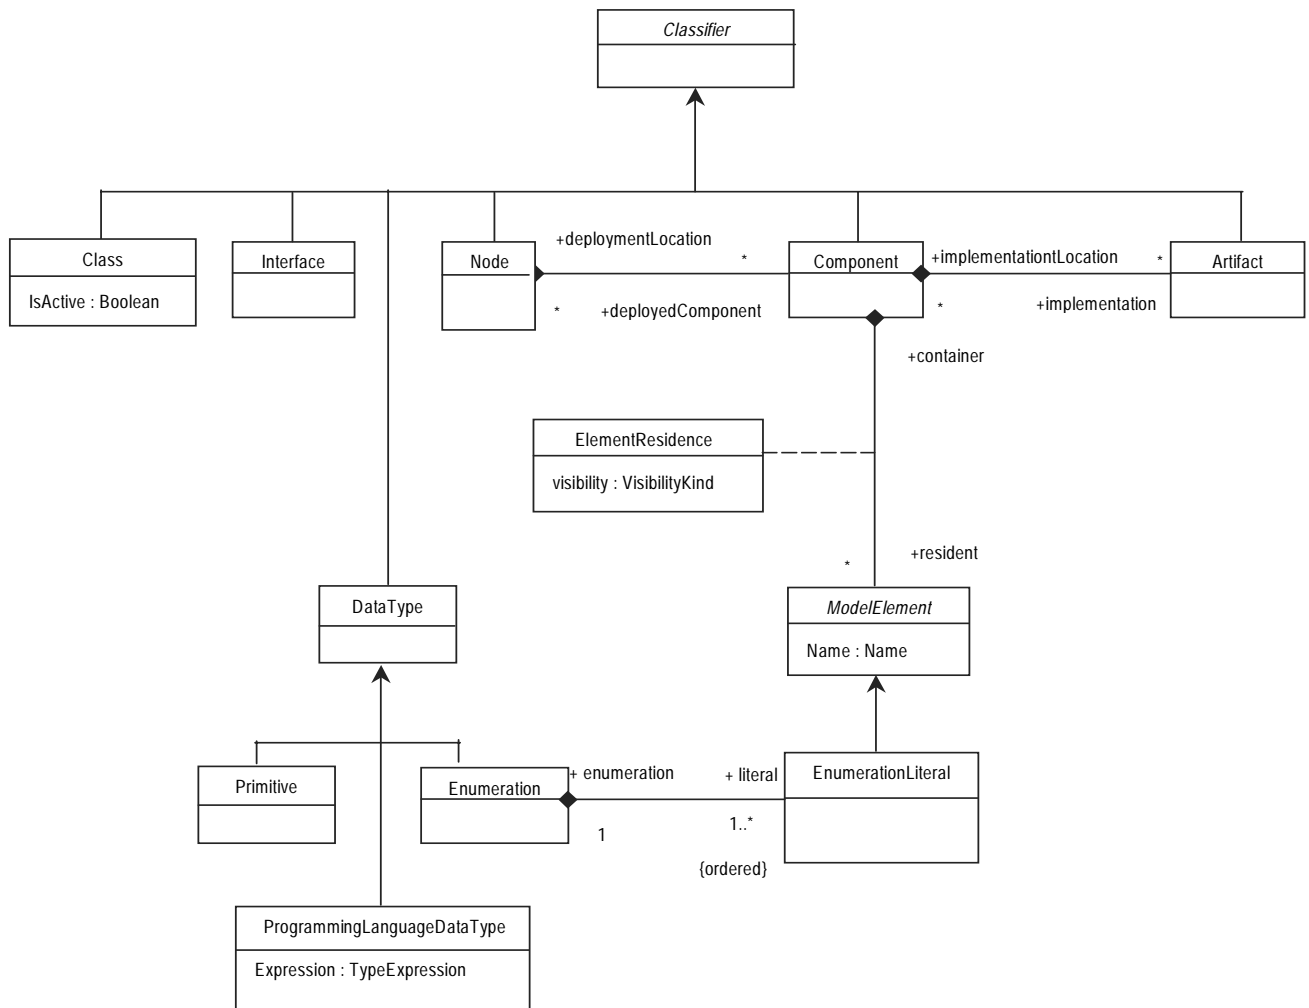 Classifier
Class
IsActive : Boolean
Interface
Node
+deploymentLocation
*
*
+deployedComponent
Component
+implementationtLocation
*
*
+implementation
Artifact
+container
ElementResidence
visibility : VisibilityKind
+resident
*
DataType
ModelElement
Name : Name
Primitive
Enumeration
+ enumeration
+ literal
1
1..*
{ordered}
EnumerationLiteral
ProgrammingLanguageDataType
Expression : TypeExpression